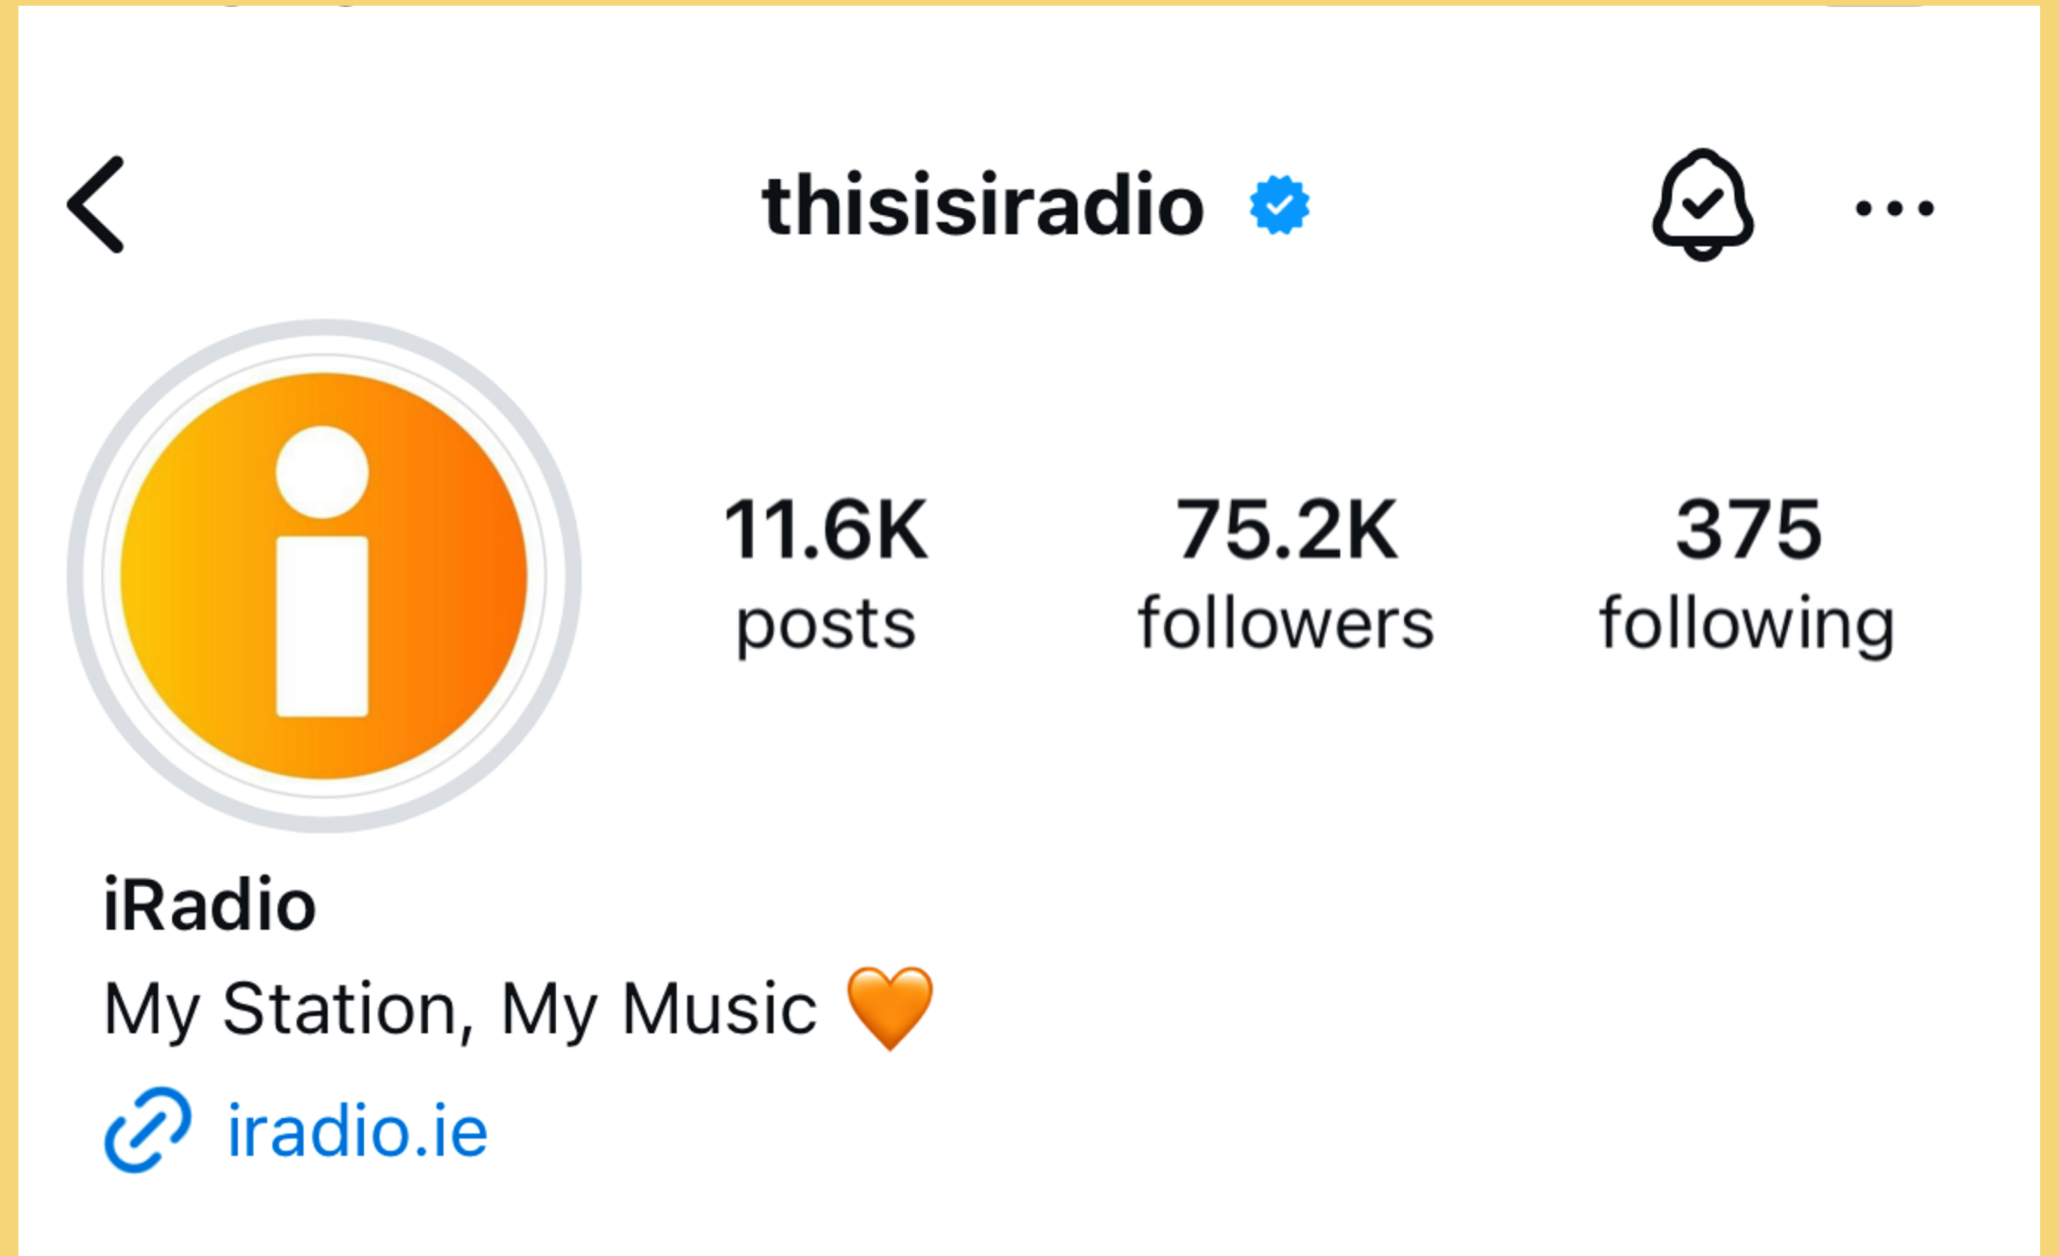 thisisiradio
11.6K 75.2K 375
posts followers following
iRadio
My Station, My Music 🧡
iradio.ie